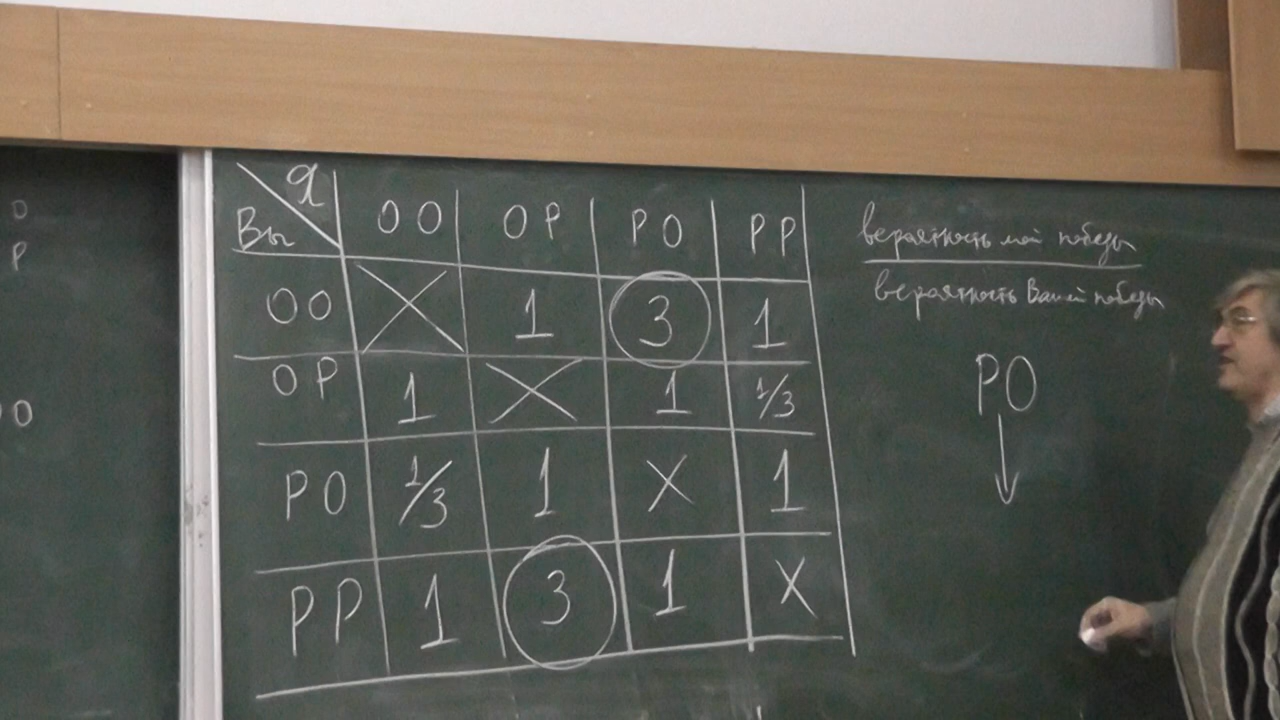 О
Р
О О
Я
Вы
ОО ОР РО РР
ОО 1 3 1
ОР 1 1 1/3
РО 1/3 1 1
РР 1 3 1
вероятность моей победы
вероятность Вашей победы
РО